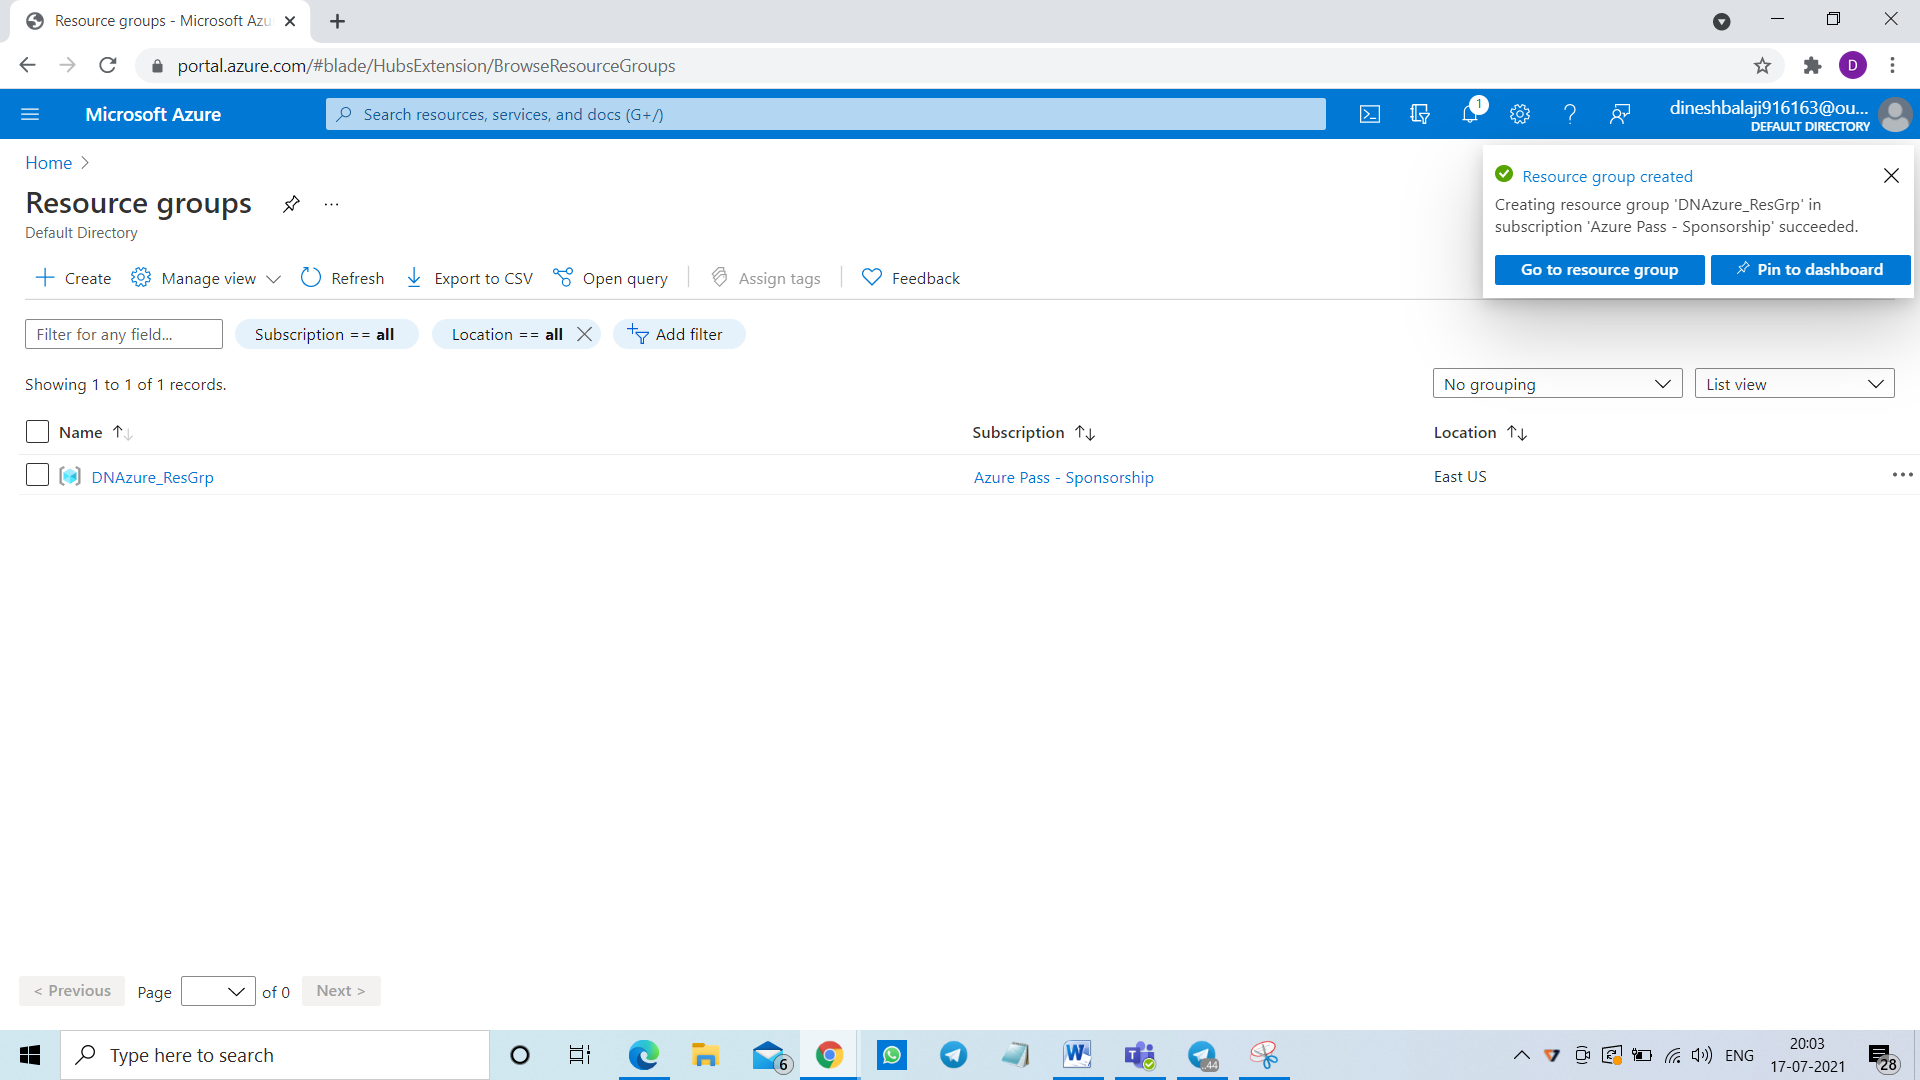 Resource groups - Microsoft Azu
portal.azure.com/#blade/HubsExtension/BrowseResourceGroups
D
Microsoft Azure
Search resources, services, and docs (G+/)
1
dineshbalaji916163@ou...
DEFAULT DIRECTORY
Home
Resource groups
Default Directory
Resource group created
Creating resource group 'DNAzure_ResGrp' in
subscription 'Azure Pass - Sponsorship' succeeded.
Go to resource group
Pin to dashboard
Create
Manage view
Refresh
Export to CSV
Open query
Assign tags
Feedback
Filter for any field...
Subscription == all
Location == all
Add filter
Showing 1 to 1 of 1 records.
No grouping
List view
Name
Subscription
Location
DNAzure_ResGrp
Azure Pass - Sponsorship
East US
< Previous
Page
of 0
Next >
Type here to search
6
44
ENG
20:03
17-07-2021
28